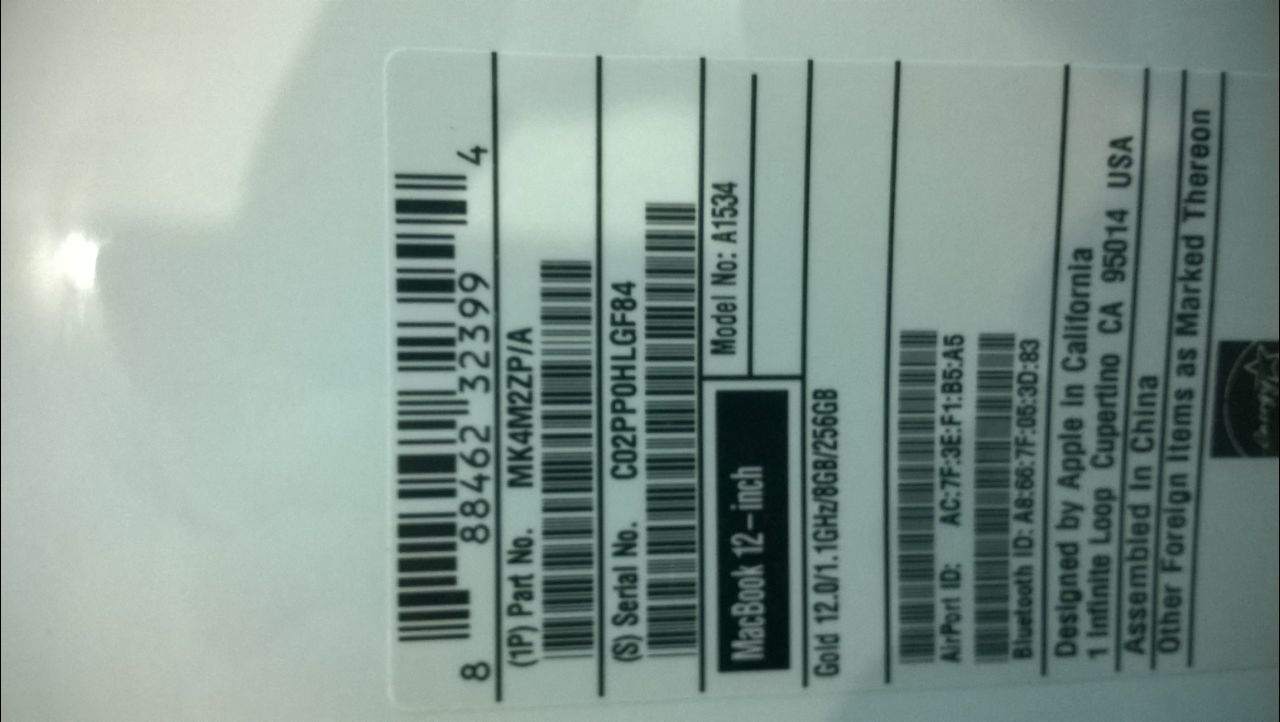 8 88462 32399 4
(1P) Part No. MK4M2ZP/A
(S) Serial No. C02PP0HLGF84
MacBook 12-inch
Model No: A1534
Gold 12.0/1.1GHz/8GB/256GB
AirPort ID: AC:7F:3E:F1:B5:A5
Bluetooth ID: A8:66:7F:05:3D:83
Designed by Apple In California
1 Infinite Loop Cupertino CA 95014 USA
Assembled In China
Other Foreign Items as Marked Thereon